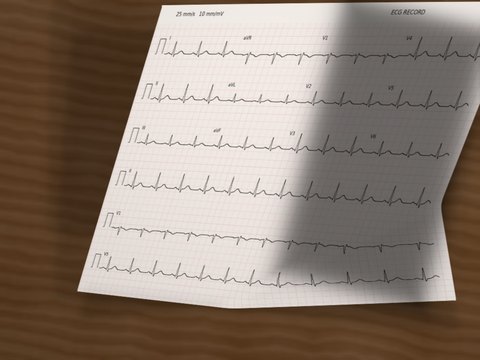 25 mm/s 10 mm/mV ECG RECORD
I aVR V1 V4
II aVL V2 V5
III aVF V3 V6
II
V1
V5